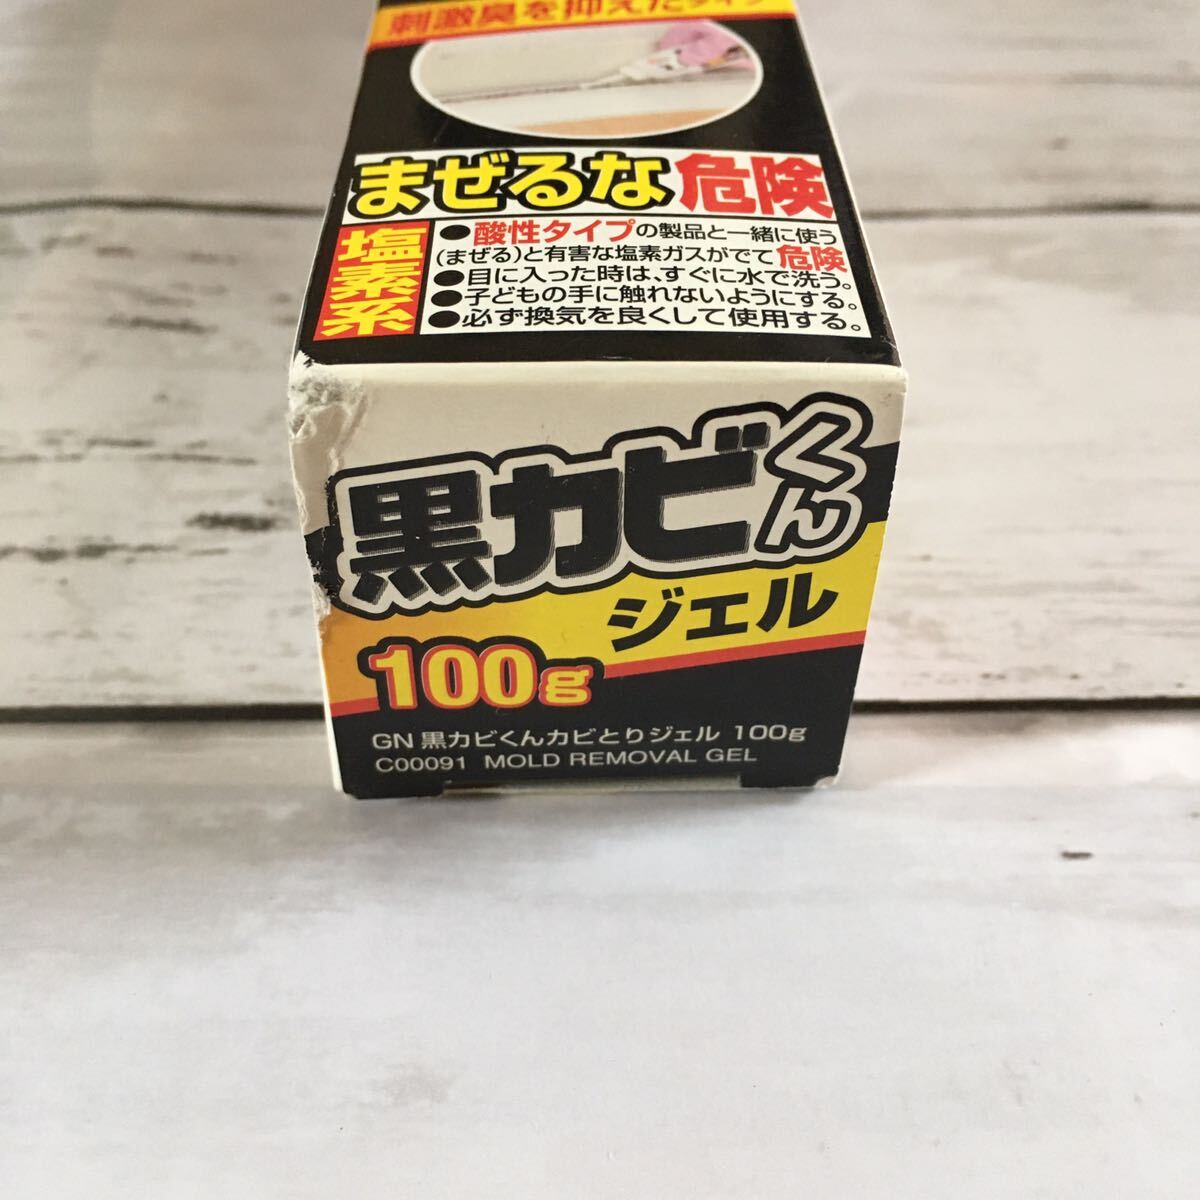 刺激臭を抑えたタイプ
まぜるな危険
塩素系
●酸性タイプの製品と一緒に使う
(まぜる)と有害な塩素ガスがでて危険
●目に入った時は、すぐに水で洗う。
●子どもの手に触れないようにする。
●必ず換気を良くして使用する。
黒カビくん
ジェル
100g
GN 黒カビくんカビとりジェル 100g
C00091 MOLD REMOVAL GEL